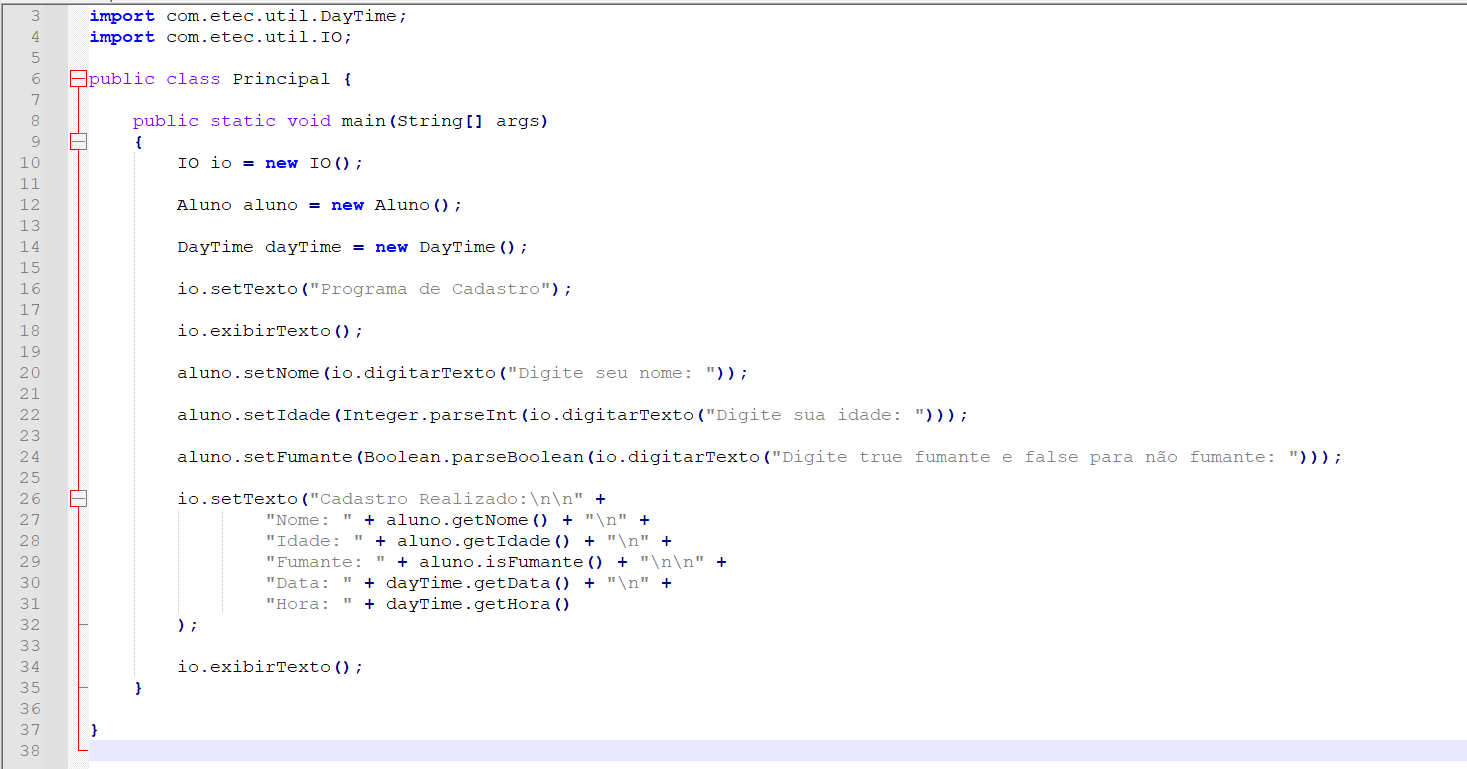 3 import com.etec.util.DayTime;
4 import com.etec.util.IO;
5
6 public class Principal {
7
8     public static void main(String[] args)
9     {
10         IO io = new IO();
11
12         Aluno aluno = new Aluno();
13
14         DayTime dayTime = new DayTime();
15
16         io.setTexto("Programa de Cadastro");
17
18         io.exibirTexto();
19
20         aluno.setNome(io.digitarTexto("Digite seu nome: "));
21
22         aluno.setIdade(Integer.parseInt(io.digitarTexto("Digite sua idade: ")));
23
24         aluno.setFumante(Boolean.parseBoolean(io.digitarTexto("Digite true fumante e false para não fumante: ")));
25
26         io.setTexto("Cadastro Realizado:\n\n" +
27                 "Nome: " + aluno.getNome() + "\n" +
28                 "Idade: " + aluno.getIdade() + "\n" +
29                 "Fumante: " + aluno.isFumante() + "\n\n" +
30                 "Data: " + dayTime.getData() + "\n" +
31                 "Hora: " + dayTime.getHora()
32         );
33
34         io.exibirTexto();
35     }
36
37 }
38